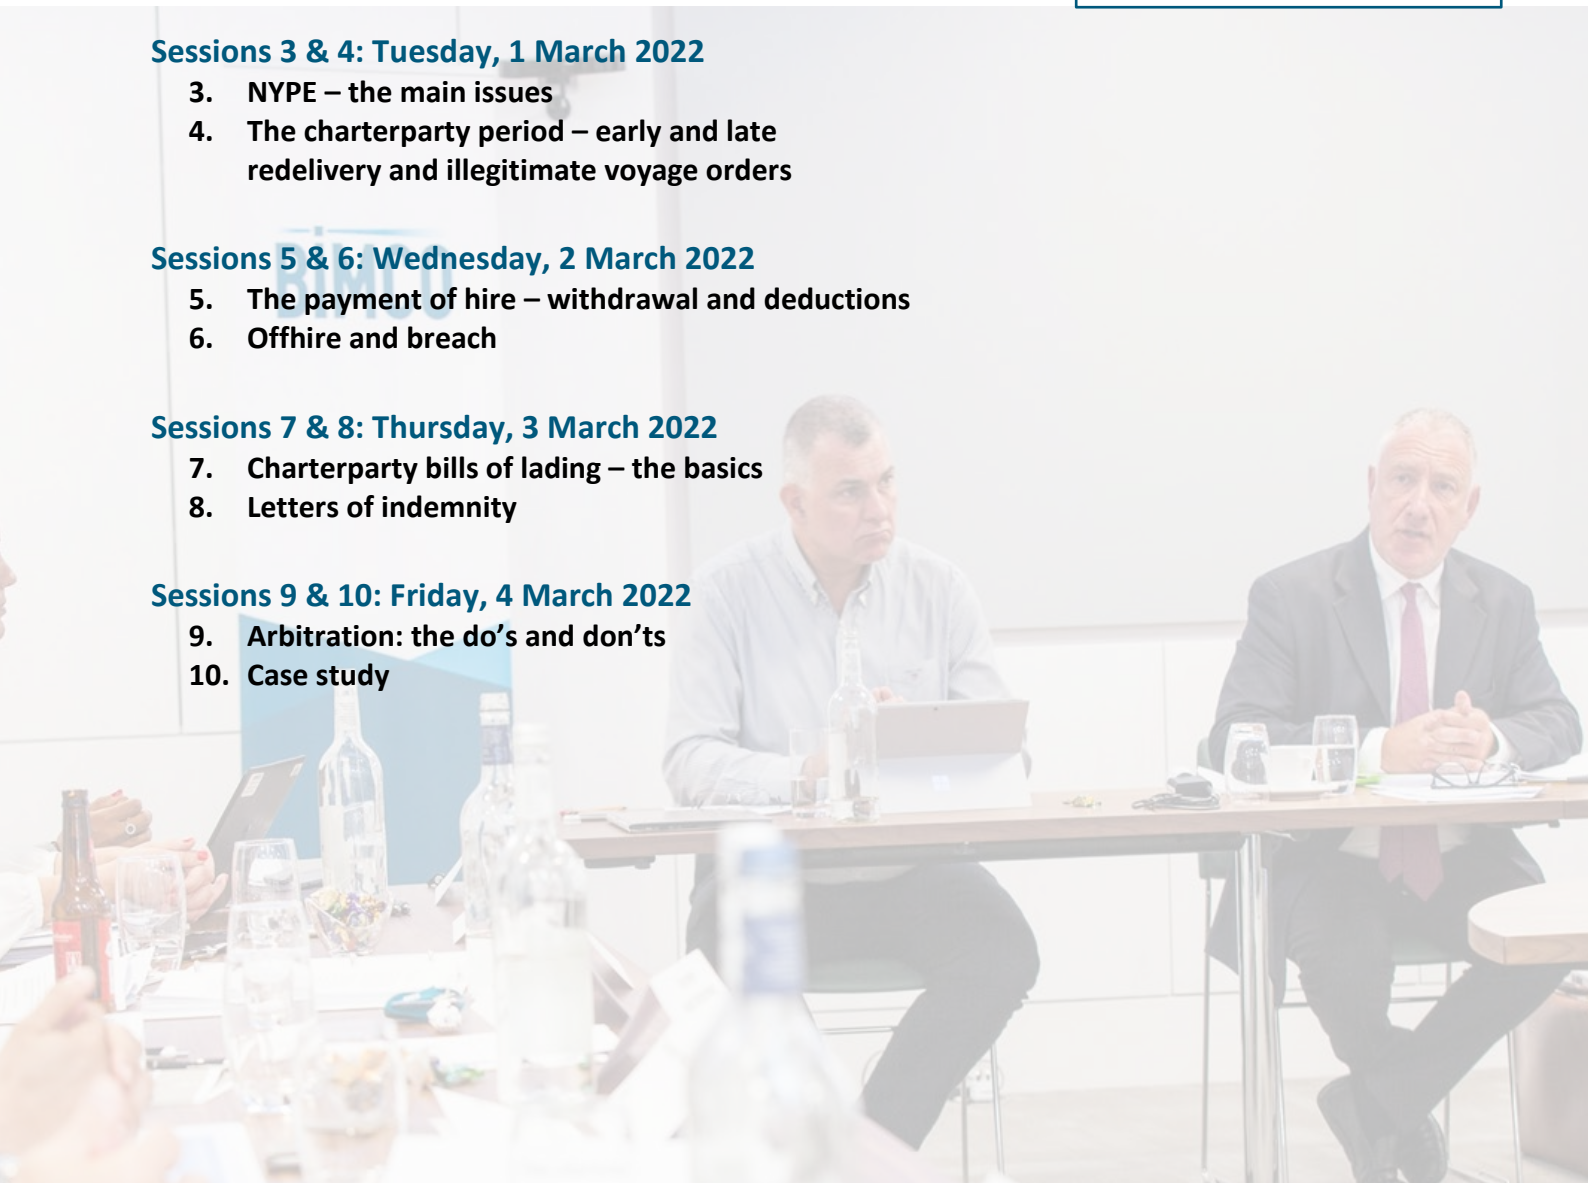 Sessions 3 & 4: Tuesday, 1 March 2022
3. NYPE – the main issues
4. The charterparty period – early and late
redelivery and illegitimate voyage orders
Sessions 5 & 6: Wednesday, 2 March 2022
BIMCO
5. The payment of hire – withdrawal and deductions
6. Offhire and breach
Sessions 7 & 8: Thursday, 3 March 2022
7. Charterparty bills of lading – the basics
8. Letters of indemnity
Sessions 9 & 10: Friday, 4 March 2022
9. Arbitration: the do’s and don’ts
10. Case study